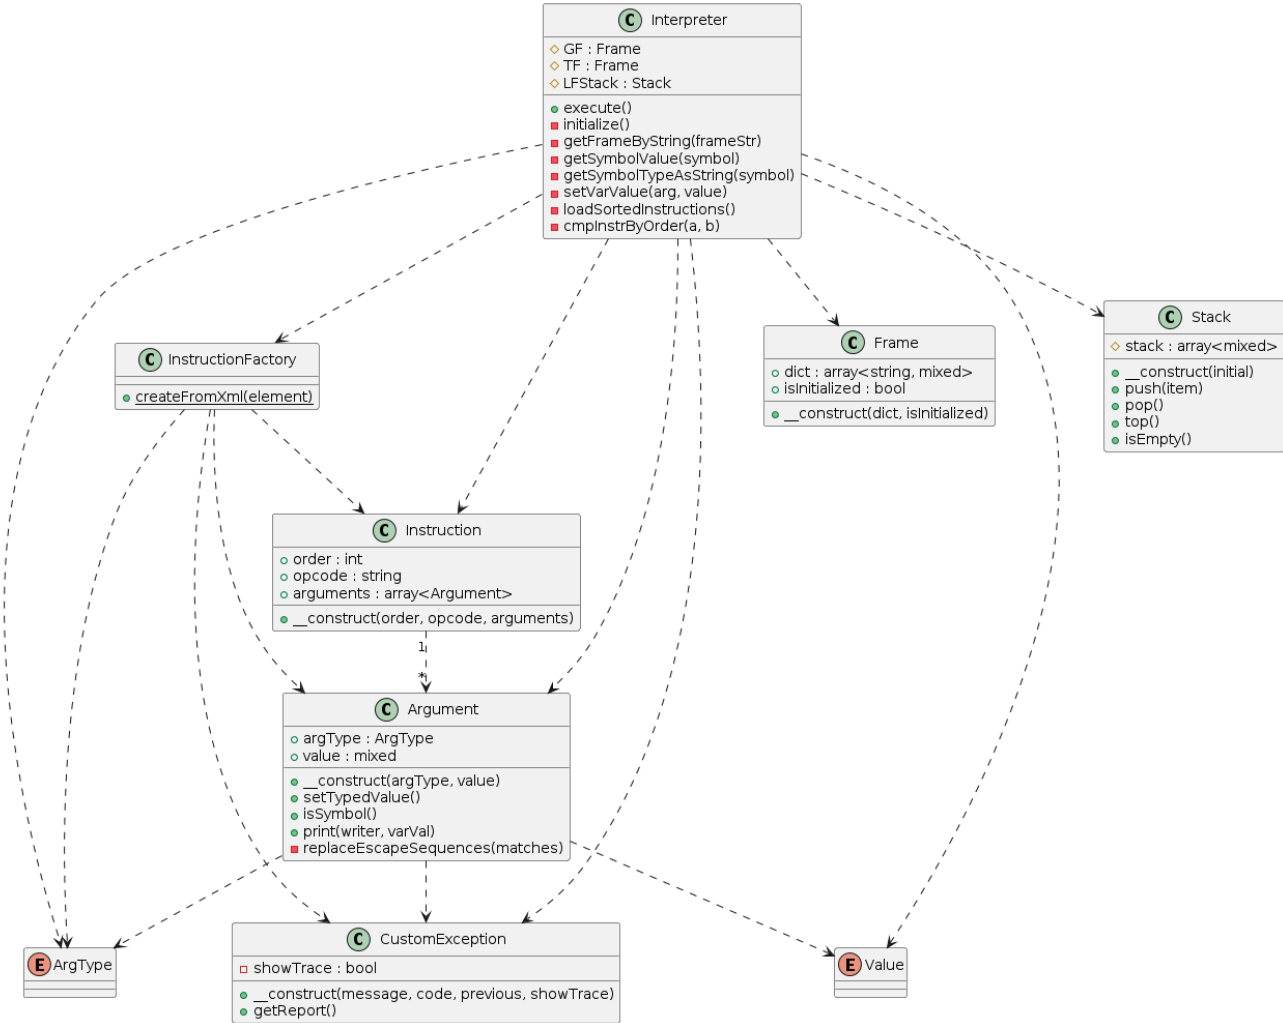 C Interpreter
GF : Frame
TF : Frame
LFStack : Stack
execute()
initialize()
getFrameByString(frameStr)
getSymbolValue(symbol)
getSymbolTypeAsString(symbol)
setVarValue(arg, value)
loadSortedInstructions()
cmpInstrByOrder(a, b)
C Stack
stack : array<mixed>
__construct(initial)
push(item)
pop()
top()
isEmpty()
C Frame
dict : array<string, mixed>
isInitialized : bool
__construct(dict, isInitialized)
C InstructionFactory
createFromXml(element)
C Instruction
order : int
opcode : string
arguments : array<Argument>
__construct(order, opcode, arguments)
1
*
C Argument
argType : ArgType
value : mixed
__construct(argType, value)
setTypedValue()
isSymbol()
print(writer, varVal)
replaceEscapeSequences(matches)
E ArgType
C CustomException
showTrace : bool
__construct(message, code, previous, showTrace)
getReport()
E Value